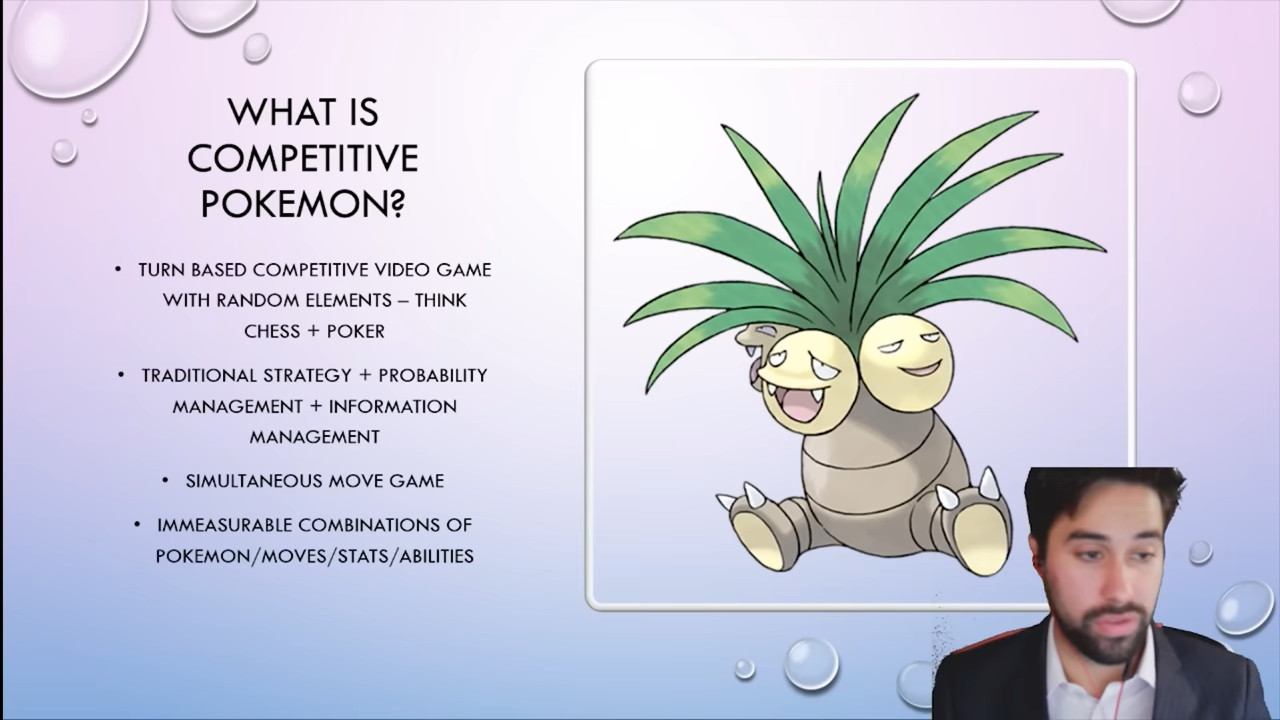 WHAT IS
COMPETITIVE
POKEMON?
• TURN BASED COMPETITIVE VIDEO GAME
WITH RANDOM ELEMENTS – THINK
CHESS + POKER
• TRADITIONAL STRATEGY + PROBABILITY
MANAGEMENT + INFORMATION
MANAGEMENT
• SIMULTANEOUS MOVE GAME
• IMMEASURABLE COMBINATIONS OF
POKEMON/MOVES/STATS/ABILITIES